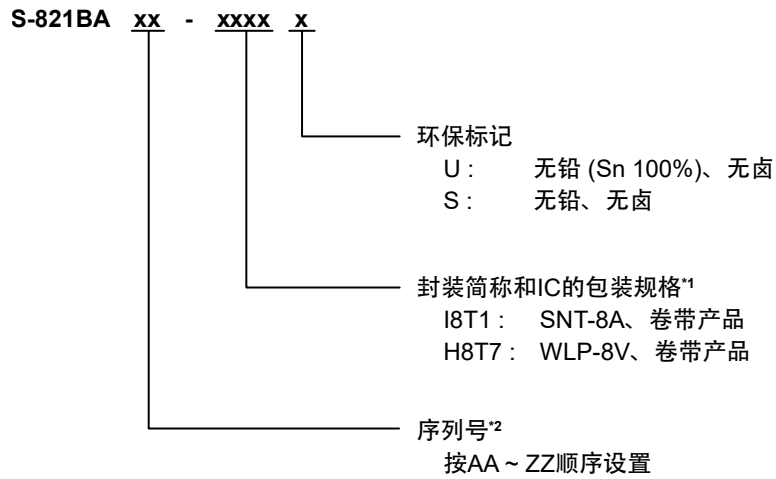 S-821BA xx - xxxx x
环保标记
U : 无铅 (Sn 100%)、无卤
S : 无铅、无卤
封装简称和IC的包装规格*1
I8T1 : SNT-8A、卷带产品
H8T7 : WLP-8V、卷带产品
序列号*2
按AA ~ ZZ顺序设置